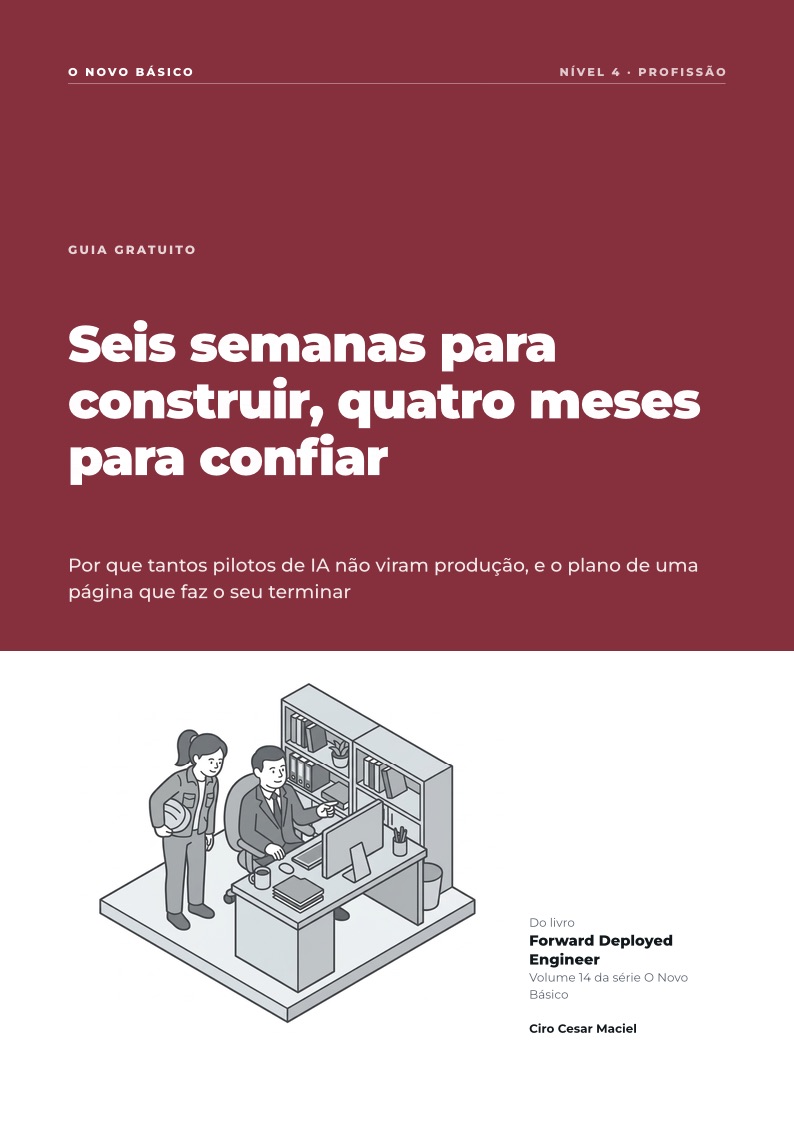 O NOVO BÁSICO
NÍVEL 4 · PROFISSÃO
GUIA GRATUITO
Seis semanas para
construir, quatro meses
para confiar
Por que tantos pilotos de IA não viram produção, e o plano de uma
página que faz o seu terminar
Do livro
Forward Deployed
Engineer
Volume 14 da série O Novo
Básico
Ciro Cesar Maciel